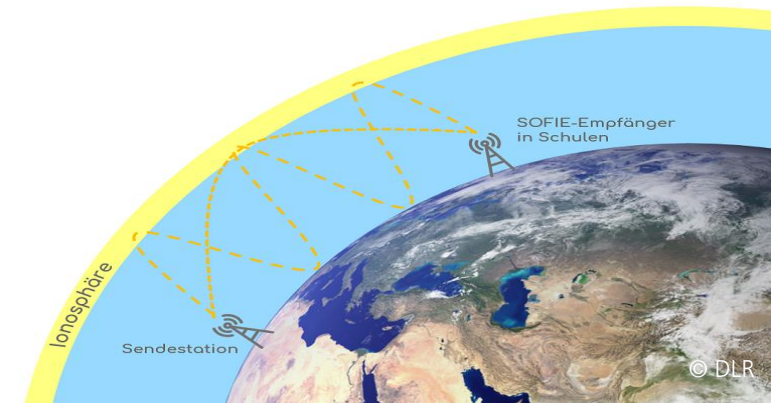 SOFIE-Empfänger
in Schulen
Ionosphäre
Sendestation
© DLR